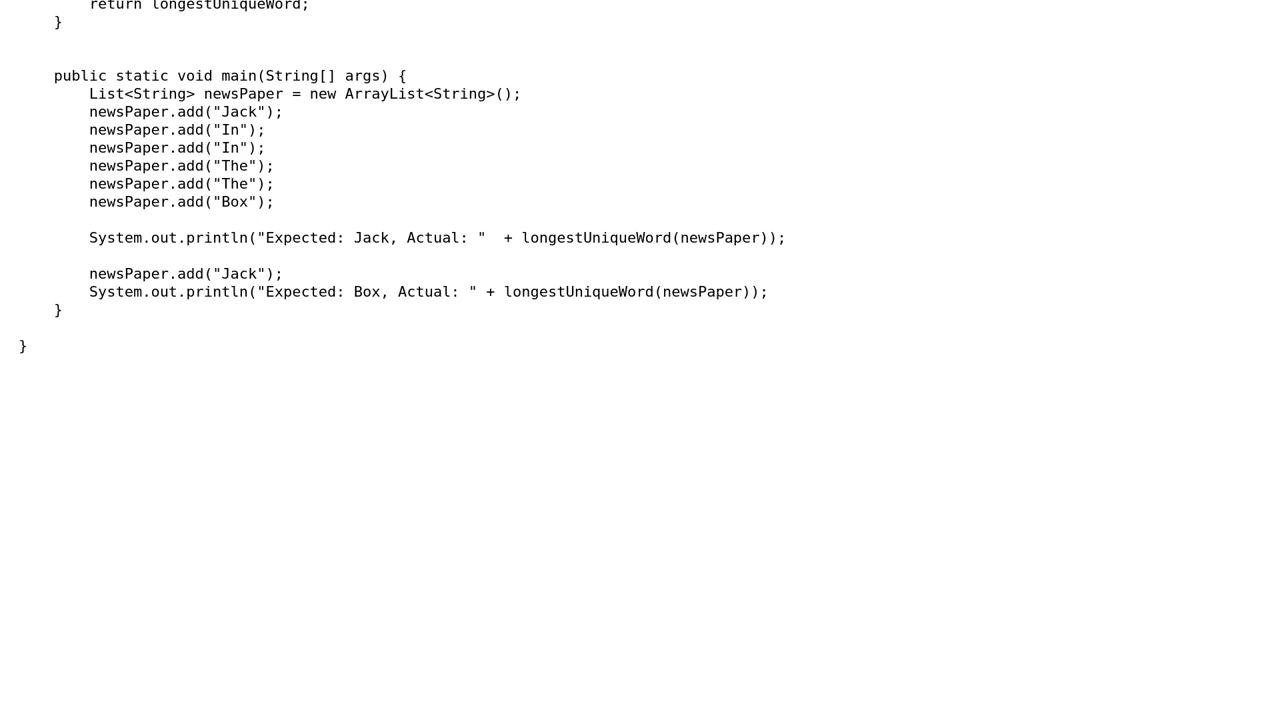 return longestUniqueWord;
}
public static void main(String[] args) {
List<String> newsPaper = new ArrayList<String>();
newsPaper.add("Jack");
newsPaper.add("In");
newsPaper.add("In");
newsPaper.add("The");
newsPaper.add("The");
newsPaper.add("Box");
System.out.println("Expected: Jack, Actual: "  + longestUniqueWord(newsPaper));
newsPaper.add("Jack");
System.out.println("Expected: Box, Actual: " + longestUniqueWord(newsPaper));
}
}